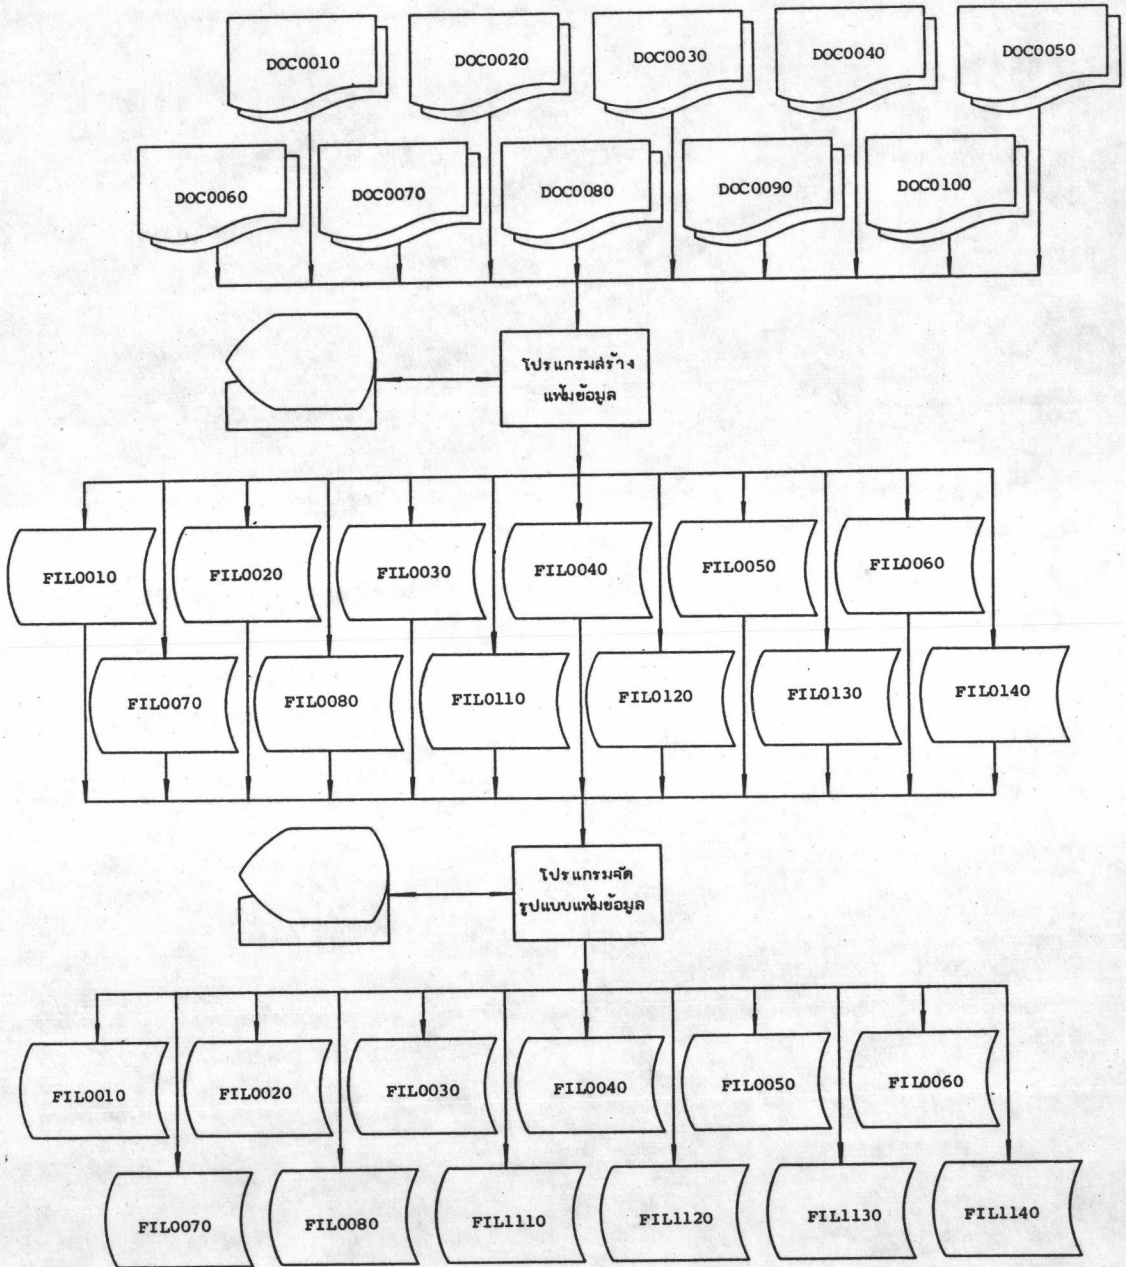 DOC0010
DOC0020
DOC0030
DOC0040
DOC0050
DOC0060
DOC0070
DOC0080
DOC0090
DOC0100
โปรแกรมสร้าง
แฟ้มข้อมูล
FIL0010
FIL0020
FIL0030
FIL0040
FIL0050
FIL0060
FIL0070
FIL0080
FIL0110
FIL0120
FIL0130
FIL0140
โปรแกรมจัด
รูปแบบแฟ้มข้อมูล
FIL0010
FIL0020
FIL0030
FIL0040
FIL0050
FIL0060
FIL0070
FIL0080
FIL1110
FIL1120
FIL1130
FIL1140